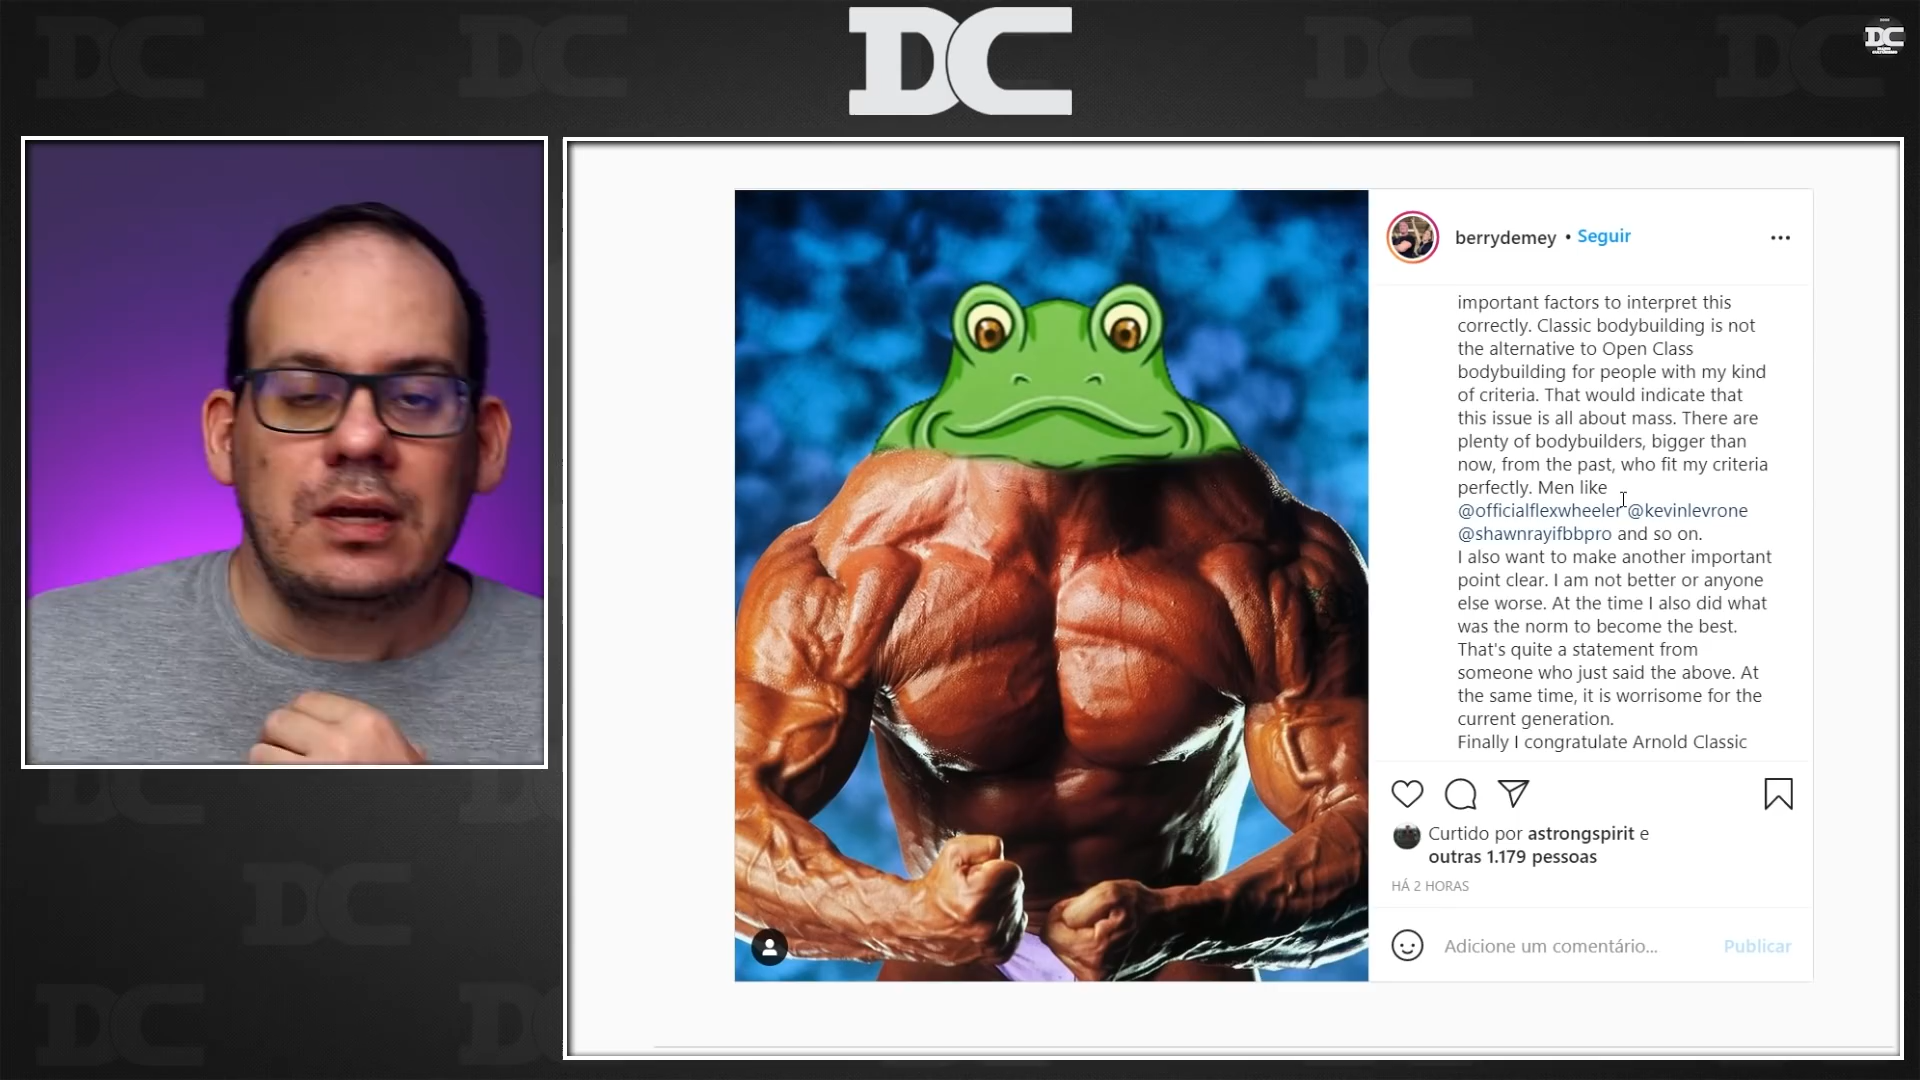 DC
DC
berrydemey • Seguir
important factors to interpret this
correctly. Classic bodybuilding is not
the alternative to Open Class
bodybuilding for people with my kind
of criteria. That would indicate that
this issue is all about mass. There are
plenty of bodybuilders, bigger than
now, from the past, who fit my criteria
perfectly. Men like
@officialflexwheeler @kevinlevrone
@shawnrayifbbpro and so on.
I also want to make another important
point clear. I am not better or anyone
else worse. At the time I also did what
was the norm to become the best.
That's quite a statement from
someone who just said the above. At
the same time, it is worrisome for the
current generation.
Finally I congratulate Arnold Classic
Curtido por astrongspirit e
outras 1.179 pessoas
HÁ 2 HORAS
Adicione um comentário... Publicar